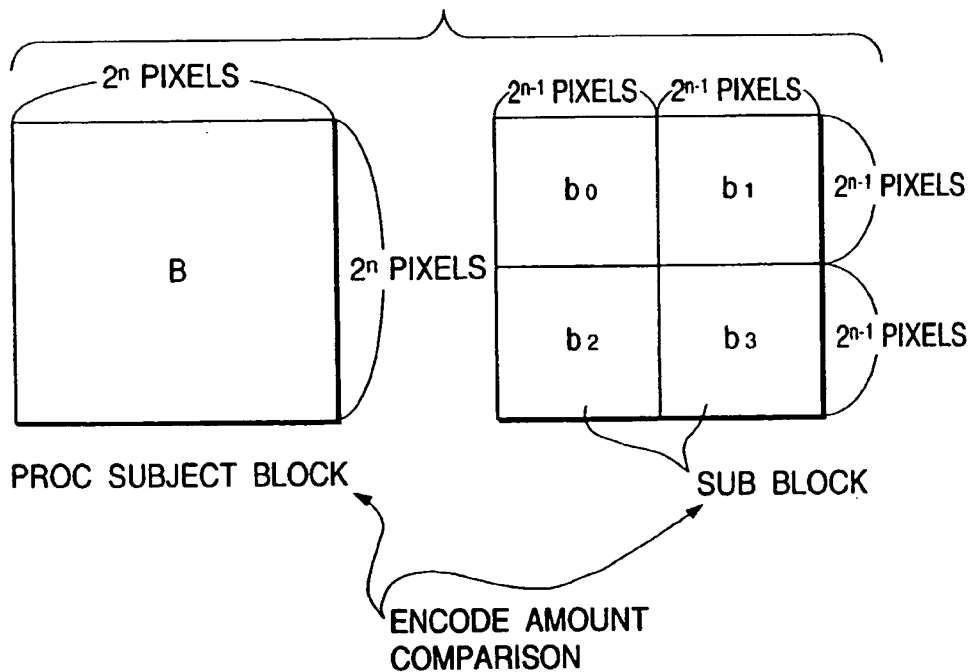 2ⁿ PIXELS
2ⁿ⁻¹ PIXELS 2ⁿ⁻¹ PIXELS
b0 b1
2ⁿ⁻¹ PIXELS
B
2ⁿ PIXELS
b2 b3
2ⁿ⁻¹ PIXELS
PROC SUBJECT BLOCK
SUB BLOCK
ENCODE AMOUNT
COMPARISON